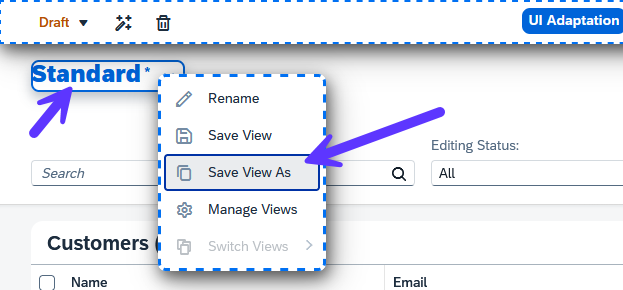 Draft
UI Adaptation
Standard *
Rename
Save View
Save View As
Manage Views
Switch Views
Editing Status:
Search
All
Customers
Name
Email